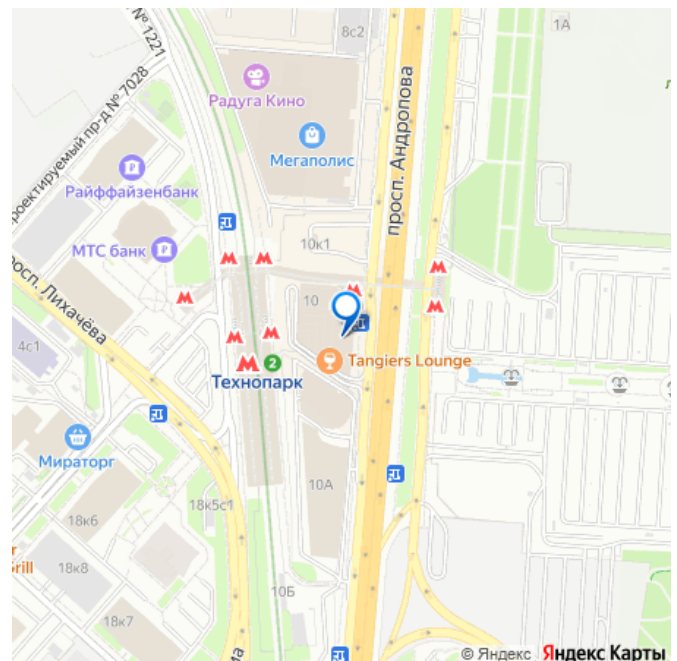 № 1221
8с2
1А
Радуга Кино
просп. Андропова
Мегаполис
проектируемый пр-д № 7028
Райффайзенбанк
10к1
МТС банк
просп. Лихачёва
10
4с1
Tangiers Lounge
2
Технопарк
Мираторг
10А
18к5с1
18к6
rill
18к8
10Б
18к7
© Яндекс Яндекс Карты